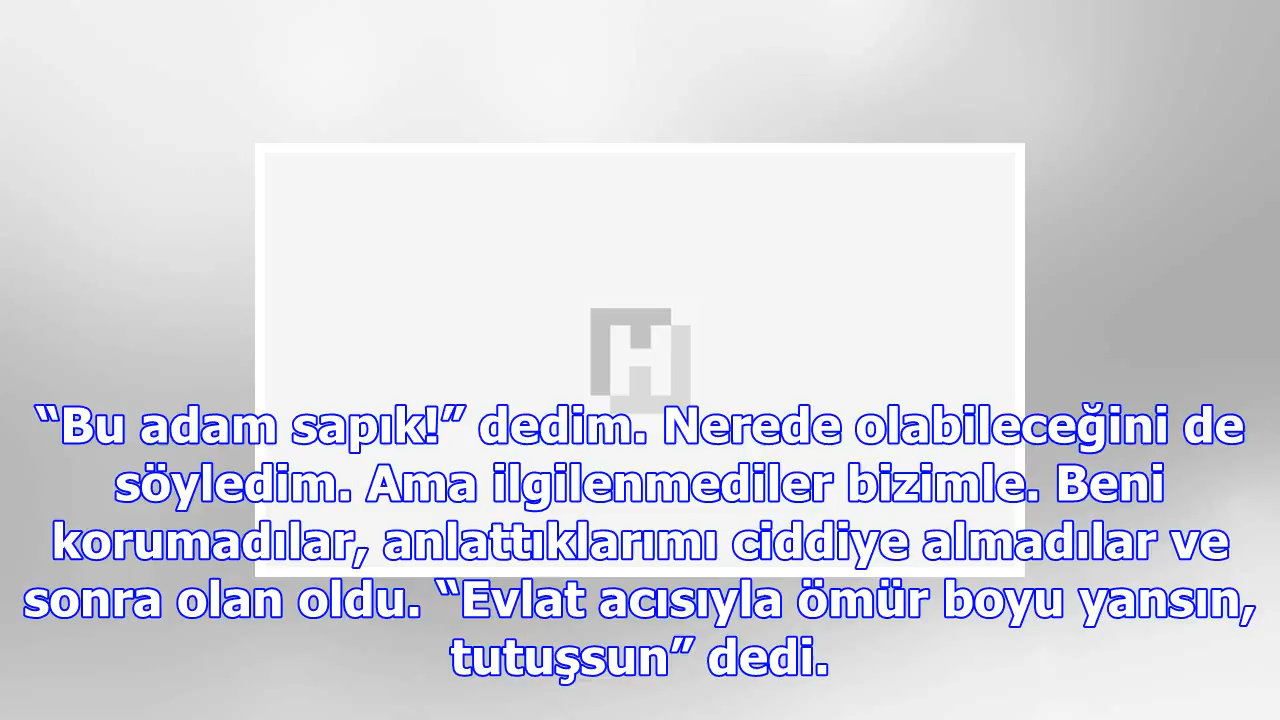 “Bu adam sapık!” dedim. Nerede olabileceğini de
söyledim. Ama ilgilenmediler bizimle. Beni
korumadılar, anlattıklarımı ciddiye almadılar ve
sonra olan oldu. “Evlat acısıyla ömür boyu yansın,
tutuşsun” dedi.